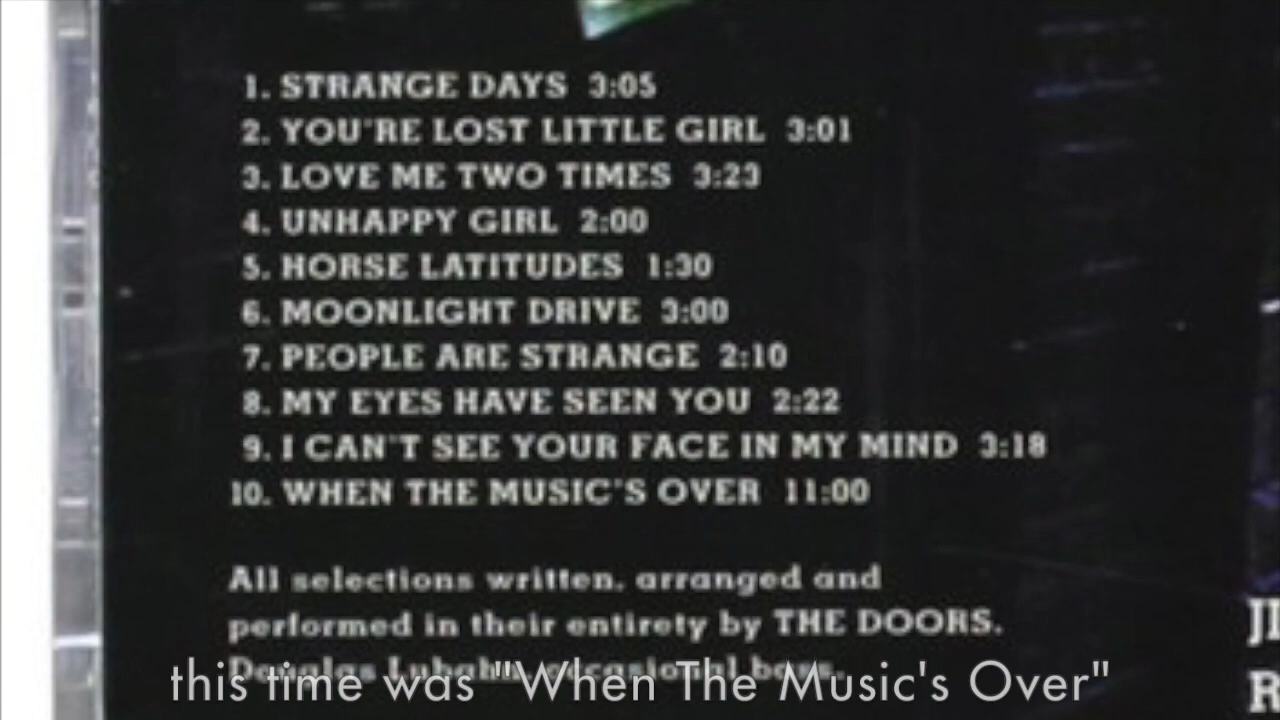 1. STRANGE DAYS 3:05
2. YOU'RE LOST LITTLE GIRL 3:01
3. LOVE ME TWO TIMES 3:23
4. UNHAPPY GIRL 2:00
5. HORSE LATITUDES 1:30
6. MOONLIGHT DRIVE 3:00
7. PEOPLE ARE STRANGE 2:10
8. MY EYES HAVE SEEN YOU 2:22
9. I CAN'T SEE YOUR FACE IN MY MIND 3:18
10. WHEN THE MUSIC'S OVER 11:00
All selections written, arranged and
performed in their entirety by THE DOORS.
Douglas occasional bass.
this time was "When The Music's Over"